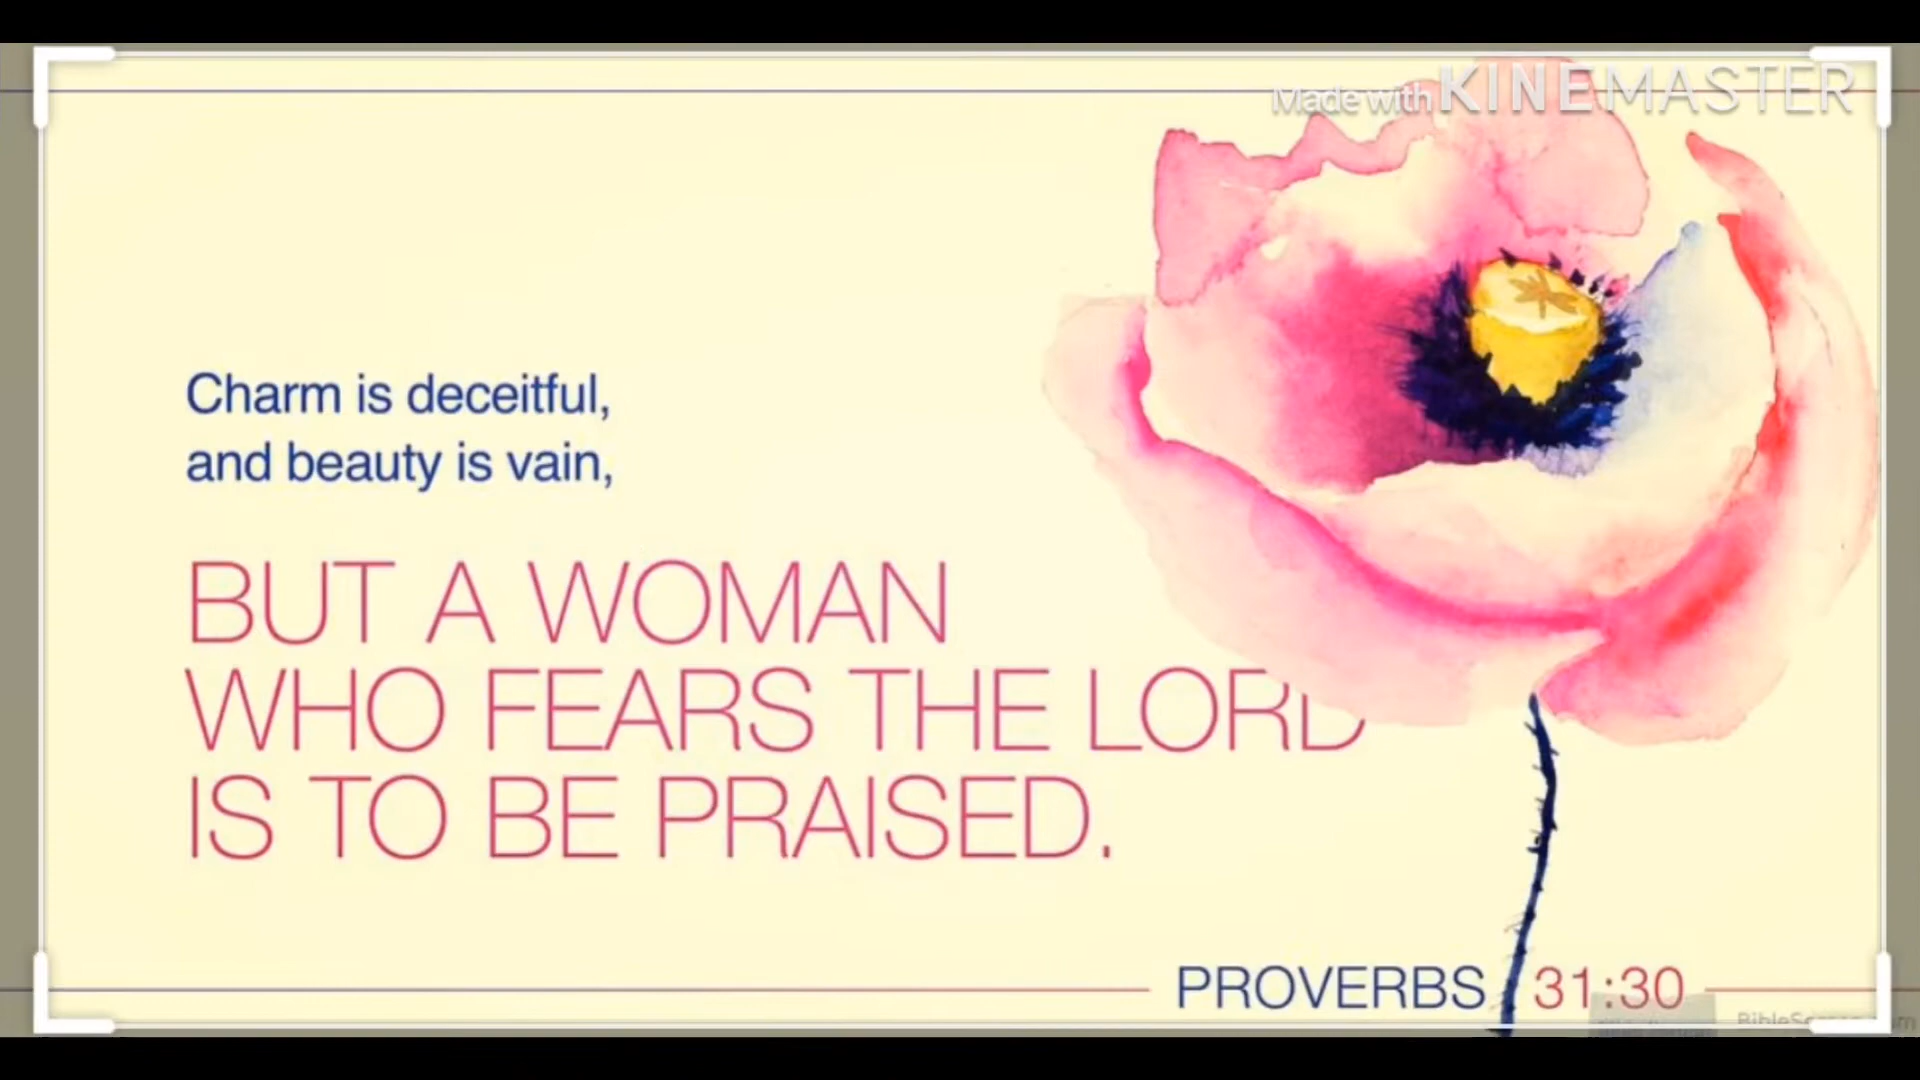 Made with KINEMASTER
Charm is deceitful,
and beauty is vain,
BUT A WOMAN
WHO FEARS THE LORD
IS TO BE PRAISED.
PROVERBS 31:30